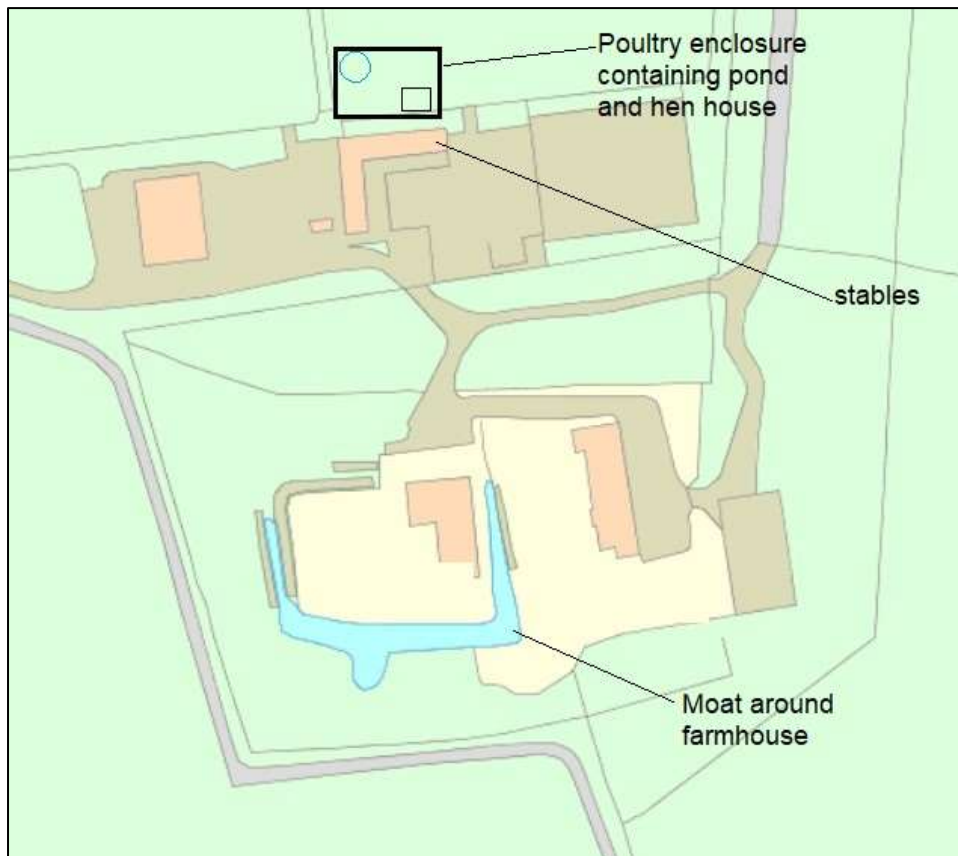 Poultry enclosure
containing pond
and hen house
stables
Moat around
farmhouse